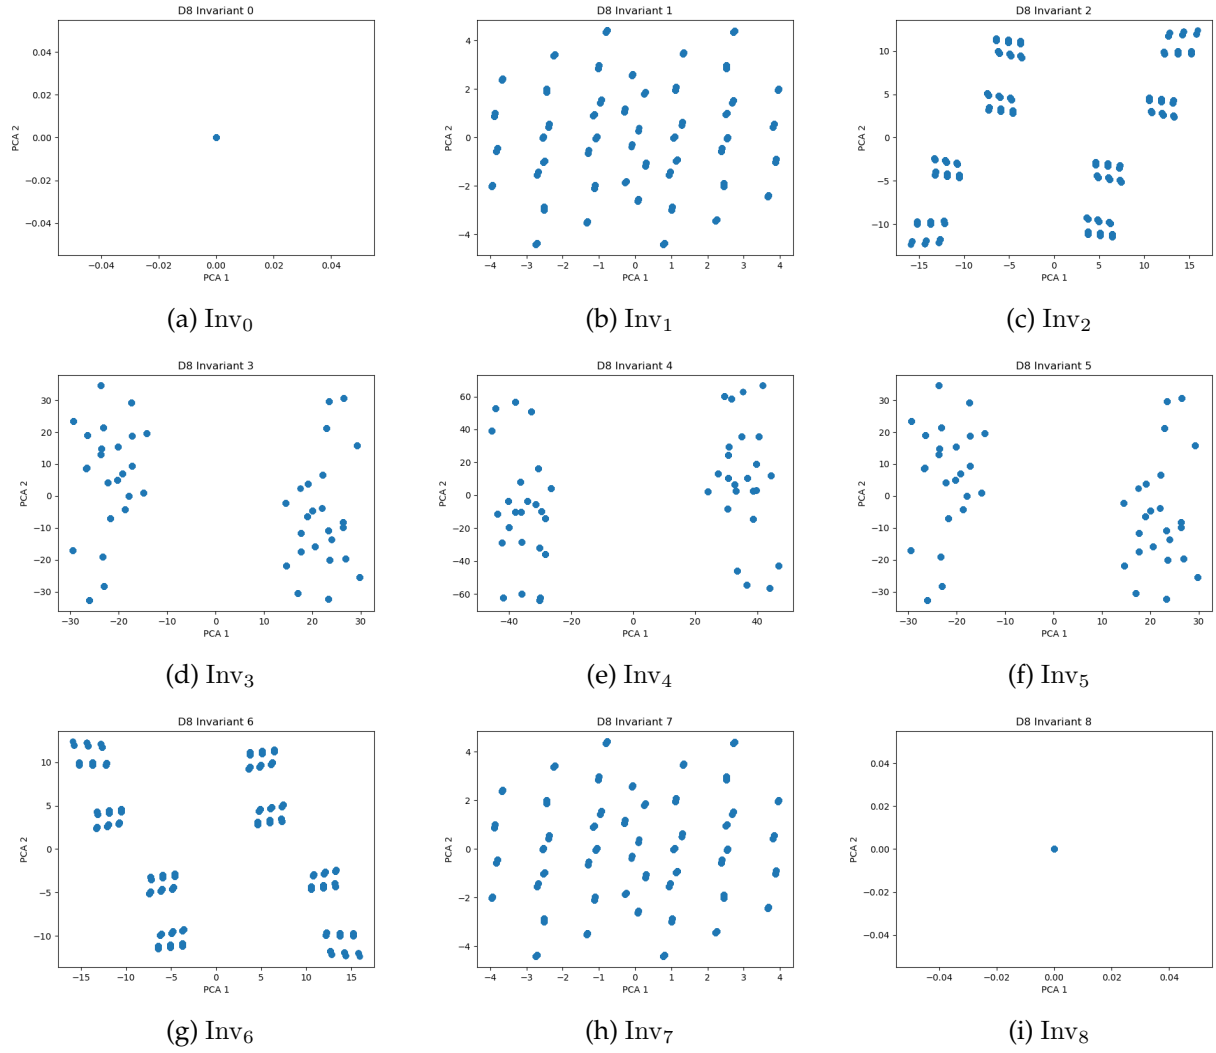 D8 Invariant 0
0.04
0.02
0.00
−0.02
−0.04
PCA 2
−0.04 −0.02 0.00 0.02 0.04
PCA 1
(a) Inv0
D8 Invariant 1
4
2
0
−2
−4
PCA 2
−4 −3 −2 −1 0 1 2 3 4
PCA 1
(b) Inv1
D8 Invariant 2
10
5
0
−5
−10
PCA 2
−15 −10 −5 0 5 10 15
PCA 1
(c) Inv2
D8 Invariant 3
30
20
10
0
−10
−20
−30
PCA 2
−30 −20 −10 0 10 20 30
PCA 1
(d) Inv3
D8 Invariant 4
60
40
20
0
−20
−40
−60
PCA 2
−40 −20 0 20 40
PCA 1
(e) Inv4
D8 Invariant 5
30
20
10
0
−10
−20
−30
PCA 2
−30 −20 −10 0 10 20 30
PCA 1
(f) Inv5
D8 Invariant 6
10
5
0
−5
−10
PCA 2
−15 −10 −5 0 5 10 15
PCA 1
(g) Inv6
D8 Invariant 7
4
2
0
−2
−4
PCA 2
−4 −3 −2 −1 0 1 2 3 4
PCA 1
(h) Inv7
D8 Invariant 8
0.04
0.02
0.00
−0.02
−0.04
PCA 2
−0.04 −0.02 0.00 0.02 0.04
PCA 1
(i) Inv8